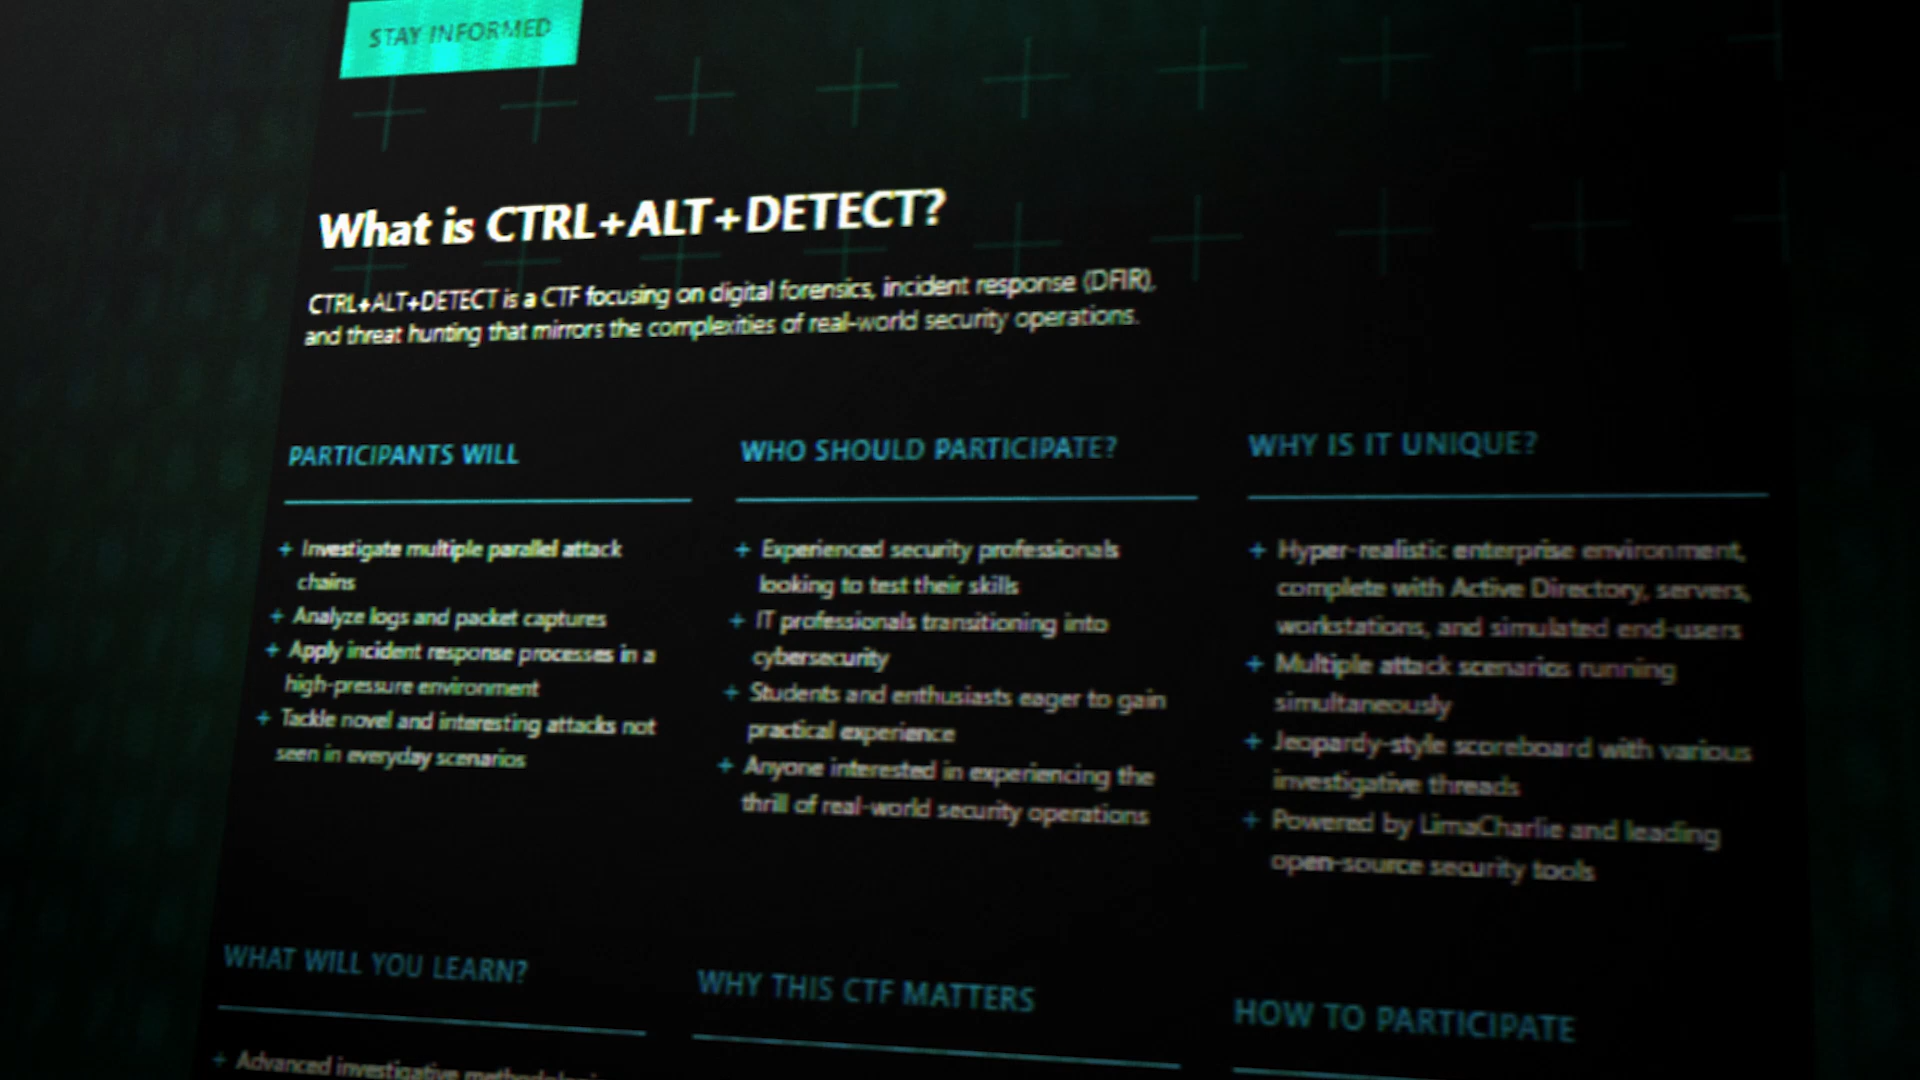 STAY INFORMED
What is CTRL+ALT+DETECT?
CTRL+ALT+DETECT is a CTF focusing on digital forensics, incident response (DFIR),
and threat hunting that mirrors the complexities of real-world security operations.
PARTICIPANTS WILL
+ Investigate multiple parallel attack
chains
+ Analyze logs and packet captures
+ Apply incident response processes in a
high-pressure environment
+ Tackle novel and interesting attacks not
seen in everyday scenarios
WHO SHOULD PARTICIPATE?
+ Experienced security professionals
looking to test their skills
+ IT professionals transitioning into
cybersecurity
+ Students and enthusiasts eager to gain
practical experience
+ Anyone interested in experiencing the
thrill of real-world security operations
WHY IS IT UNIQUE?
+ Hyper-realistic enterprise environment,
complete with Active Directory, servers,
workstations, and simulated end-users
+ Multiple attack scenarios running
simultaneously
+ Jeopardy-style scoreboard with various
investigative threads
+ Powered by LimaCharlie and leading
open-source security tools
WHAT WILL YOU LEARN?
+ Advanced investigative
WHY THIS CTF MATTERS
HOW TO PARTICIPATE